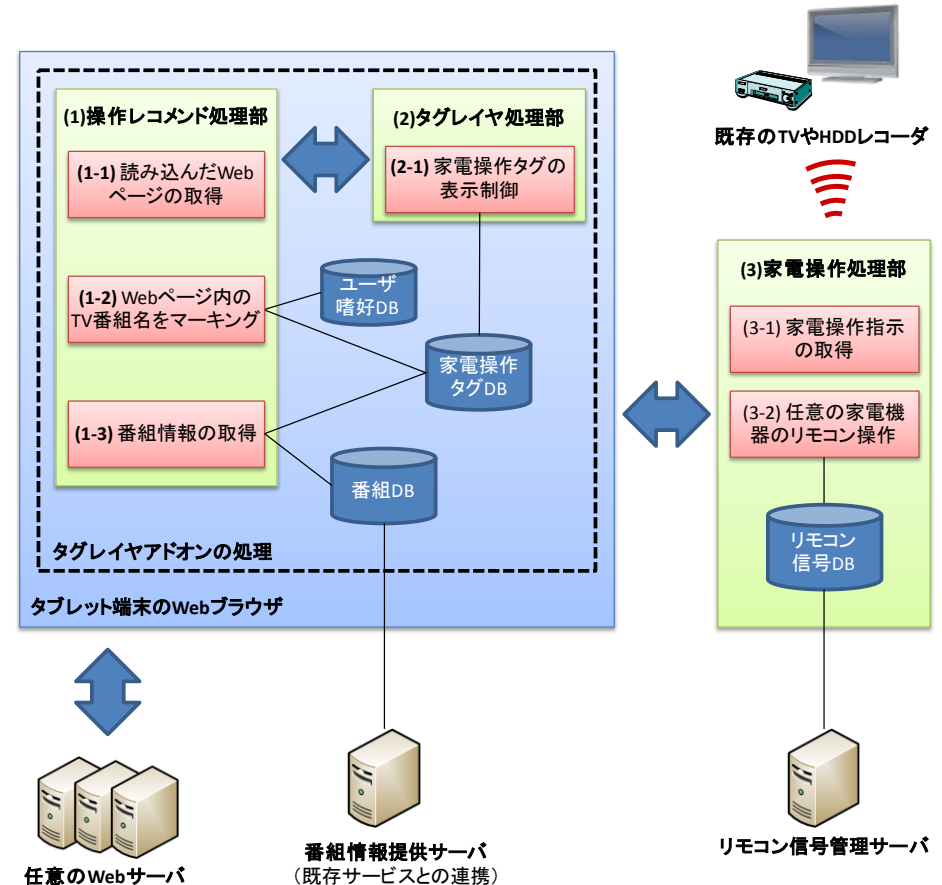 既存のTVやHDDレコーダ
(1)操作レコメンド処理部
(1-1) 読み込んだWeb
ページの取得
(1-2) Webページ内の
TV番組名をマーキング
(1-3) 番組情報の取得
(2)タグレイヤ処理部
(2-1) 家電操作タグの
表示制御
ユーザ
嗜好DB
家電操作
タグDB
番組DB
タグレイヤアドオンの処理
タブレット端末のWebブラウザ
(3)家電操作処理部
(3-1) 家電操作指示
の取得
(3-2) 任意の家電機
器のリモコン操作
リモコン
信号DB
任意のWebサーバ
番組情報提供サーバ
（既存サービスとの連携）
リモコン信号管理サーバ